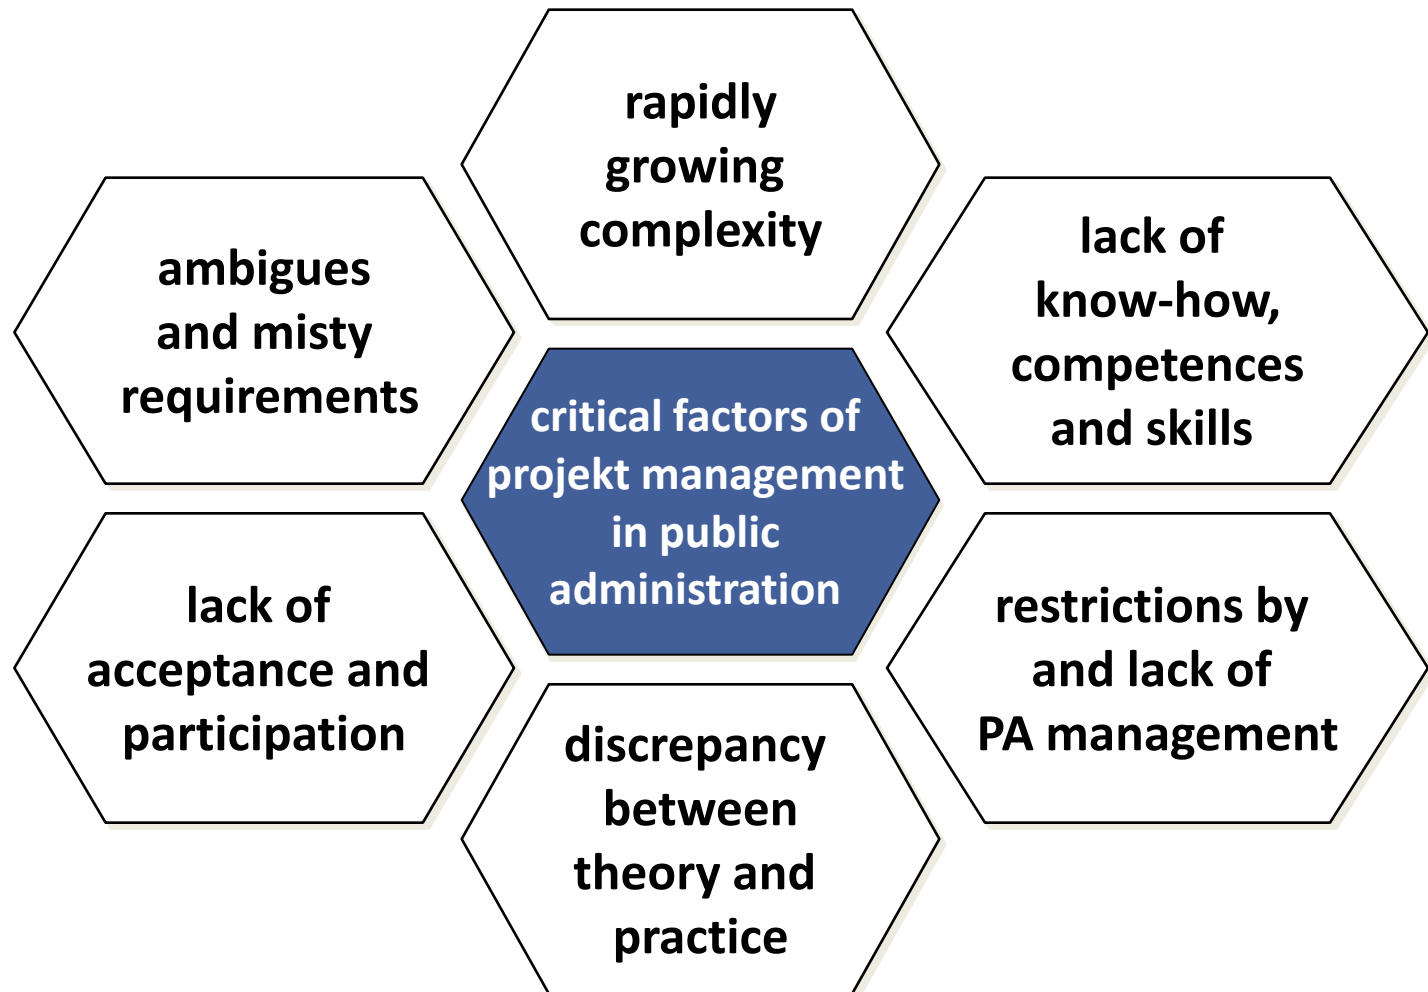 rapidly
growing
complexity
ambigues
and misty
requirements
lack of
know-how,
competences
and skills
critical factors of
projekt management
in public
administration
lack of
acceptance and
participation
restrictions by
and lack of
PA management
discrepancy
between
theory and
practice